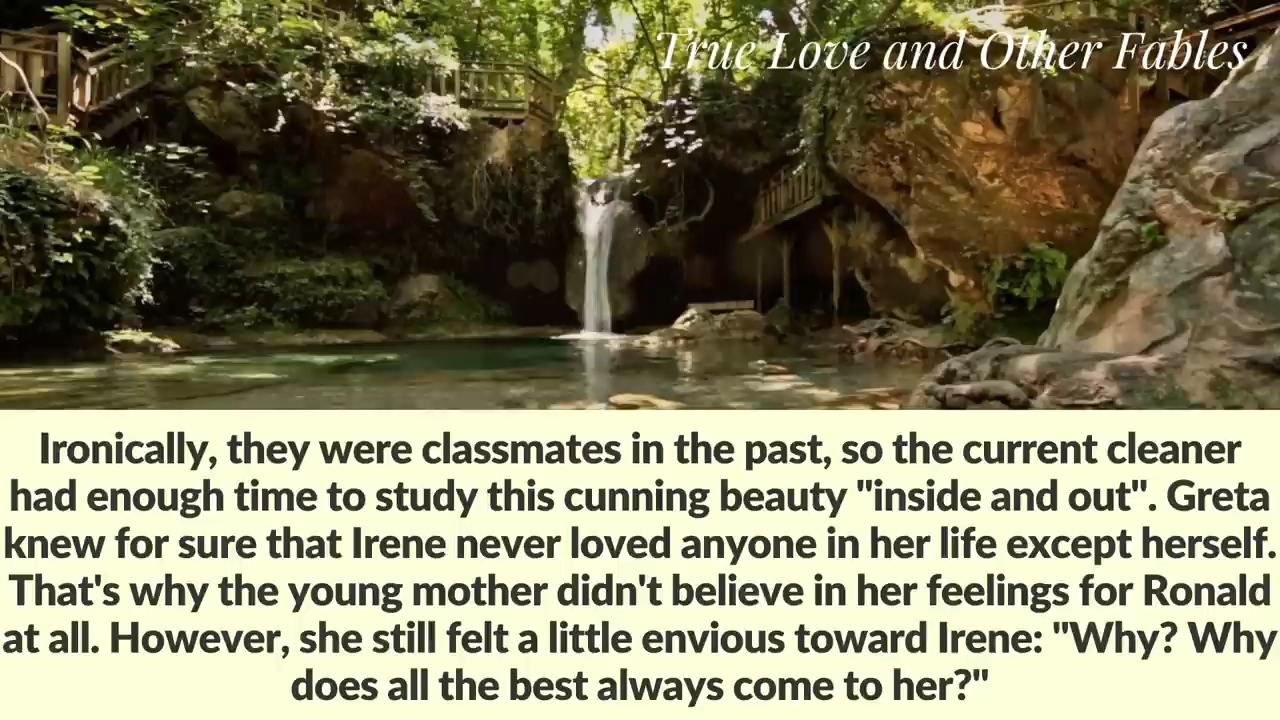 True Love and Other Fables
Ironically, they were classmates in the past, so the current cleaner
had enough time to study this cunning beauty "inside and out". Greta
knew for sure that Irene never loved anyone in her life except herself.
That's why the young mother didn't believe in her feelings for Ronald
at all. However, she still felt a little envious toward Irene: "Why? Why
does all the best always come to her?"